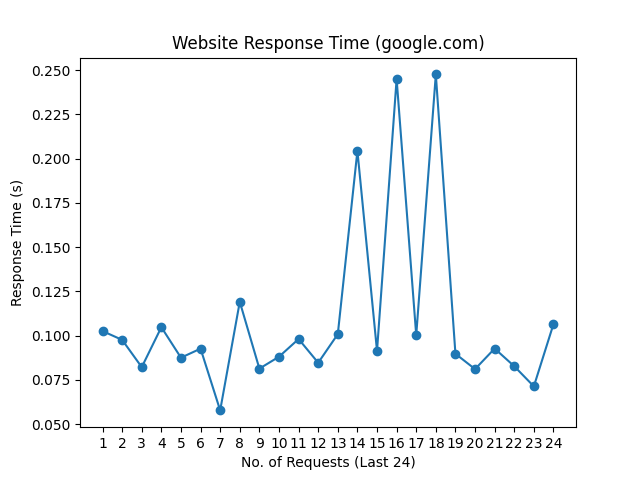 Website Response Time (google.com)
0.250
0.225
0.200
0.175
0.150
0.125
0.100
0.075
0.050
Response Time (s)
1 2 3 4 5 6 7 8 9 10 11 12 13 14 15 16 17 18 19 20 21 22 23 24
No. of Requests (Last 24)